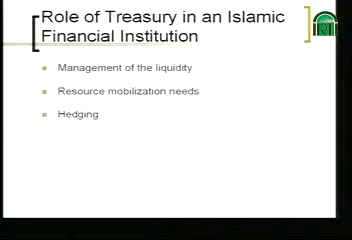 Role of Treasury in an Islamic
Financial Institution
Management of the liquidity
Resource mobilization needs
Hedging